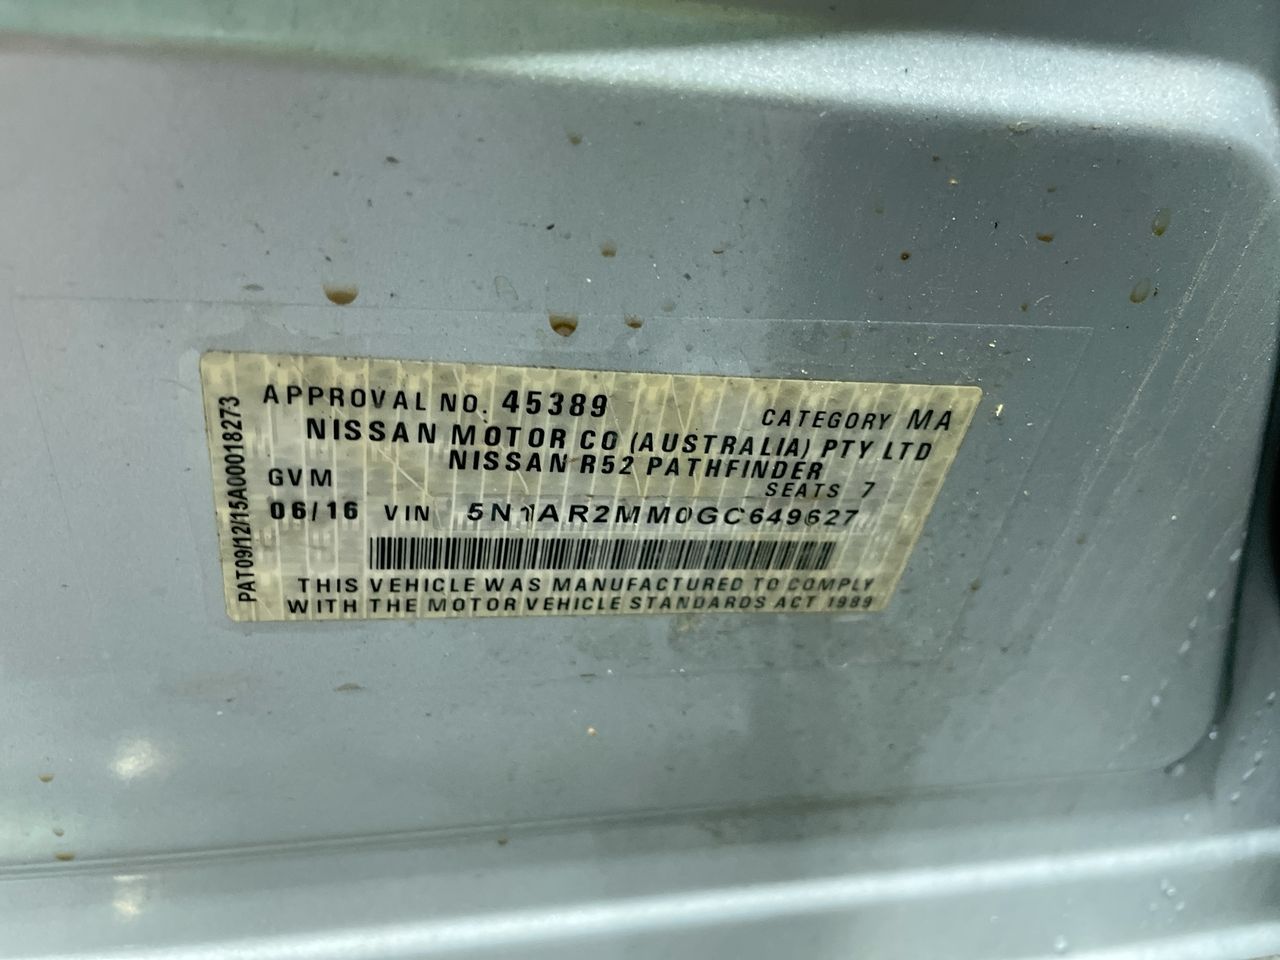 APPROVAL NO. 45389
CATEGORY MA
NISSAN MOTOR CO (AUSTRALIA) PTY LTD
NISSAN R52 PATHFINDER
GVM
SEATS 7
06/16 VIN 5N1AR2MM0GC649627
THIS VEHICLE WAS MANUFACTURED TO COMPLY
WITH THE MOTOR VEHICLE STANDARDS ACT 1989
PAT09/12/15A00018273